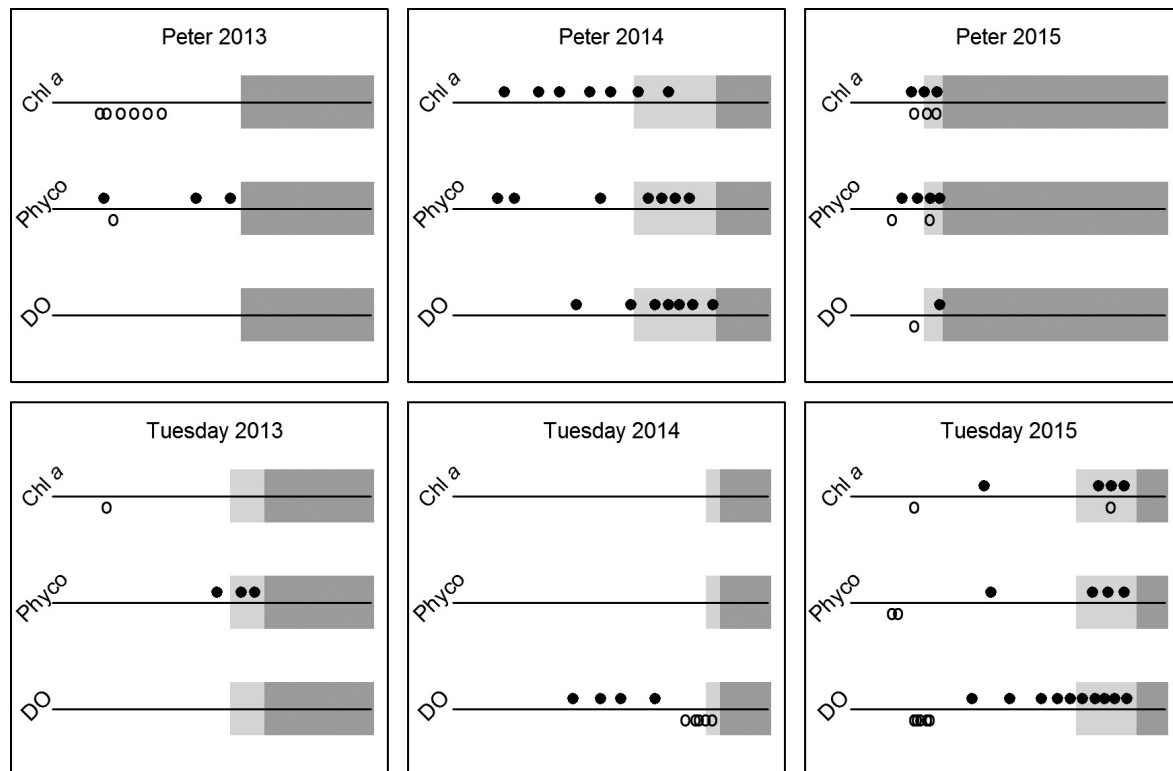 Peter 2013
Chl a
Phyco
DO
Peter 2014
Chl a
Phyco
DO
Peter 2015
Chl a
Phyco
DO
Tuesday 2013
Chl a
Phyco
DO
Tuesday 2014
Chl a
Phyco
DO
Tuesday 2015
Chl a
Phyco
DO